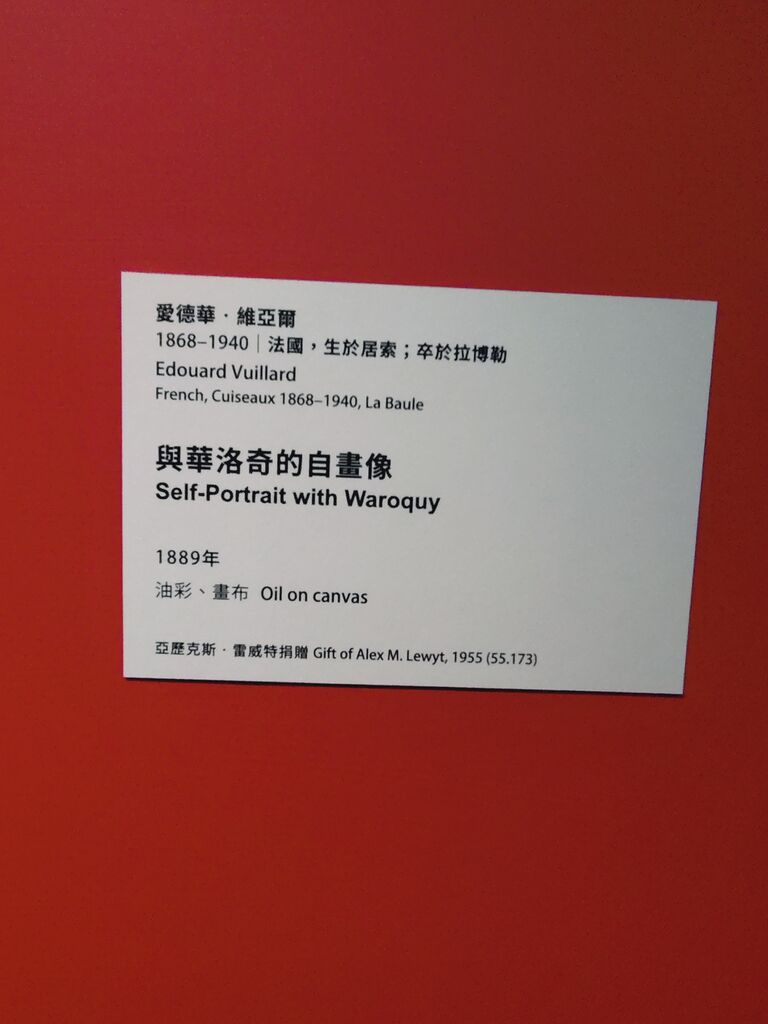 愛德華．維亞爾
1868–1940｜法國，生於居索；卒於拉博勒
Edouard Vuillard
French, Cuiseaux 1868–1940, La Baule
與華洛奇的自畫像
Self-Portrait with Waroquy
1889年
油彩、畫布 Oil on canvas
亞歷克斯．雷威特捐贈 Gift of Alex M. Lewyt, 1955 (55.173)